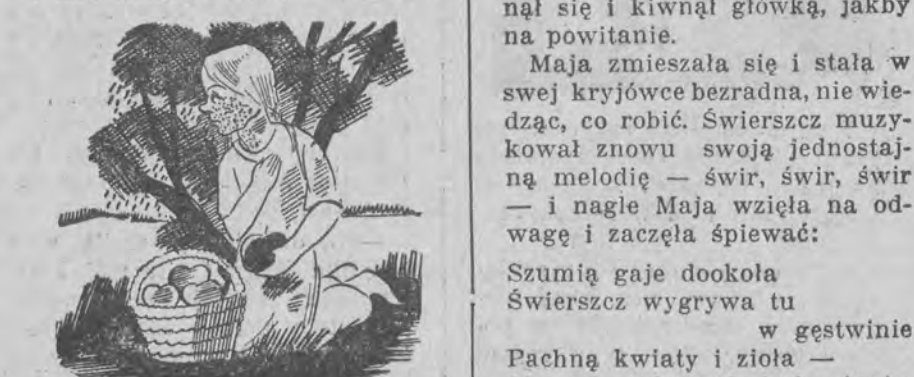 nął się i kiwnął główką, jakby
na powitanie.
Maja zmieszała się i stała w
swej kryjówce bezradna, nie wie-
dząc, co robić. Świerszcz muzy-
kował znowu swoją jednostaj-
ną melodię — świr, świr, świr
— i nagle Maja wzięła na od-
wagę i zaczęła śpiewać:
Szumią gaje dookoła
Świerszcz wygrywa tu
w gęstwinie
Pachną kwiaty i zioła —